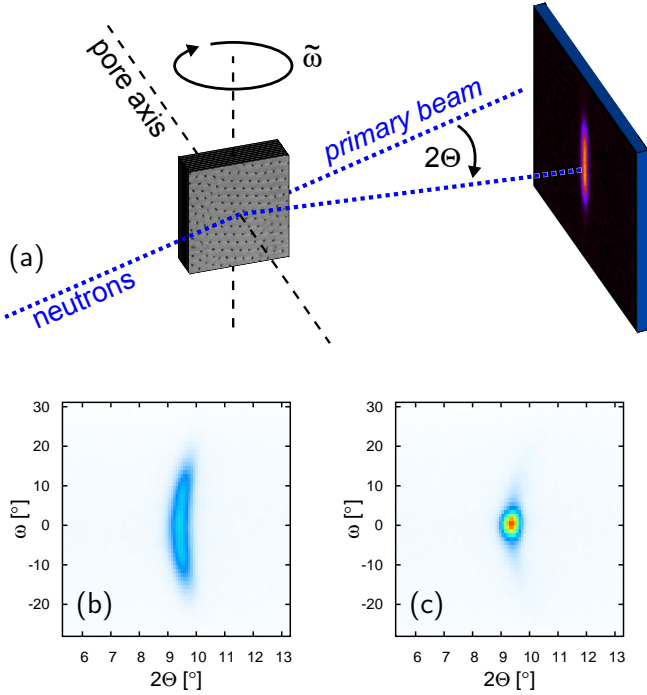 pore axis
ω̃
primary beam
2Θ
(a)
neutrons
30
20
10
0
-10
-20
ω [°]
(b)
6 7 8 9 10 11 12 13
2Θ [°]
30
20
10
0
-10
-20
ω [°]
(c)
6 7 8 9 10 11 12 13
2Θ [°]